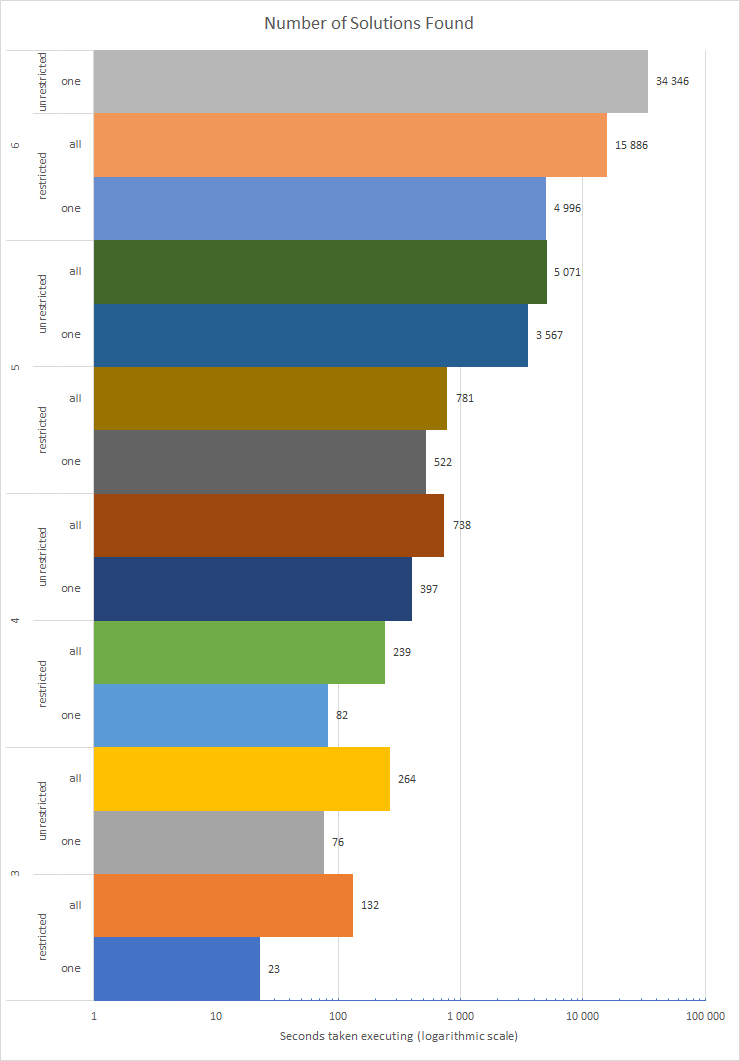 Number of Solutions Found
6
unrestricted
one
34 346
restricted
all
15 886
one
4 996
5
unrestricted
all
5 071
one
3 567
restricted
all
781
one
522
4
unrestricted
all
738
one
397
restricted
all
239
one
82
3
unrestricted
all
264
one
76
restricted
all
132
one
23
1 10 100 1 000 10 000 100 000
Seconds taken executing (logarithmic scale)